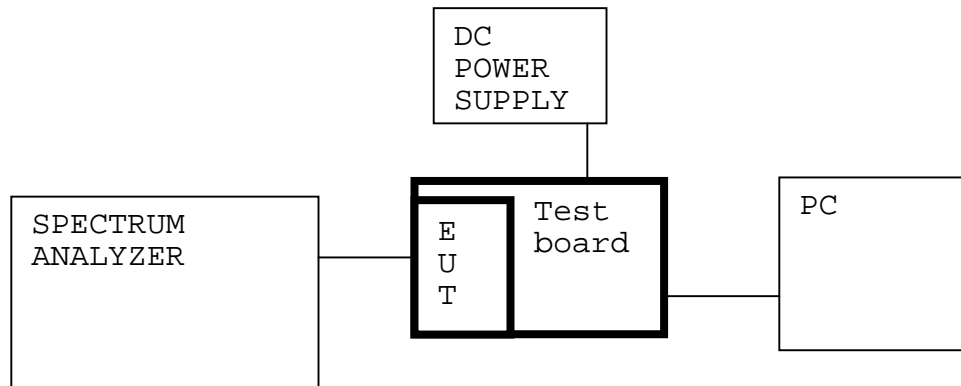 DC
POWER
SUPPLY
SPECTRUM
ANALYZER
E
U
T
Test
board
PC